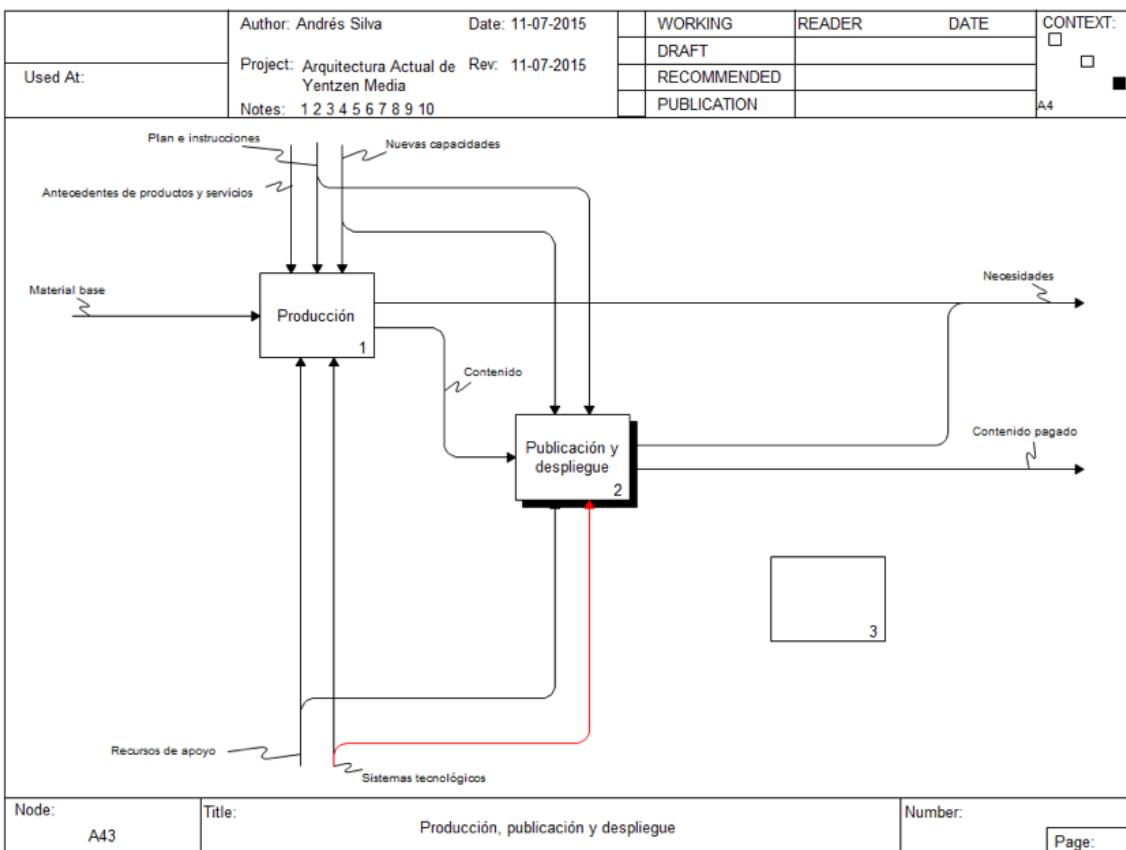 Used At:
Author: Andrés Silva
Date: 11-07-2015
Project: Arquitectura Actual de
Yentzen Media
Rev: 11-07-2015
Notes: 1 2 3 4 5 6 7 8 9 10
WORKING
DRAFT
RECOMMENDED
PUBLICATION
READER
DATE
CONTEXT:
A4
Plan e instrucciones
Nuevas capacidades
Antecedentes de productos y servicios
Material base
Producción
1
Necesidades
Contenido
Contenido pagado
Publicación y
despliegue
2
3
Recursos de apoyo
Sistemas tecnológicos
Node:
A43
Title:
Producción, publicación y despliegue
Number:
Page: